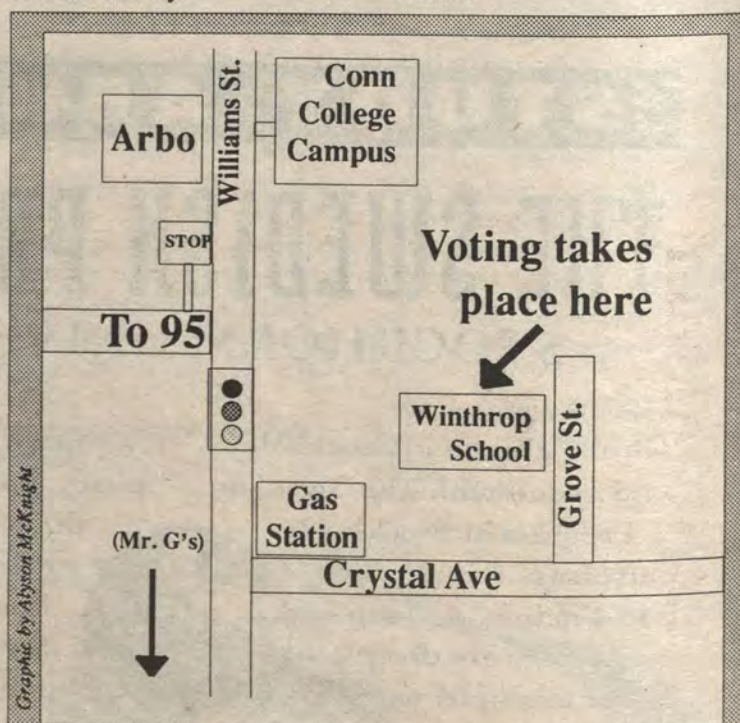 Williams St.
Conn
College
Campus
Arbo
STOP
To 95
Voting takes
place here
Winthrop
School
Grove St.
Gas
Station
(Mr. G's)
Crystal Ave
Graphic by Alyson McKnight